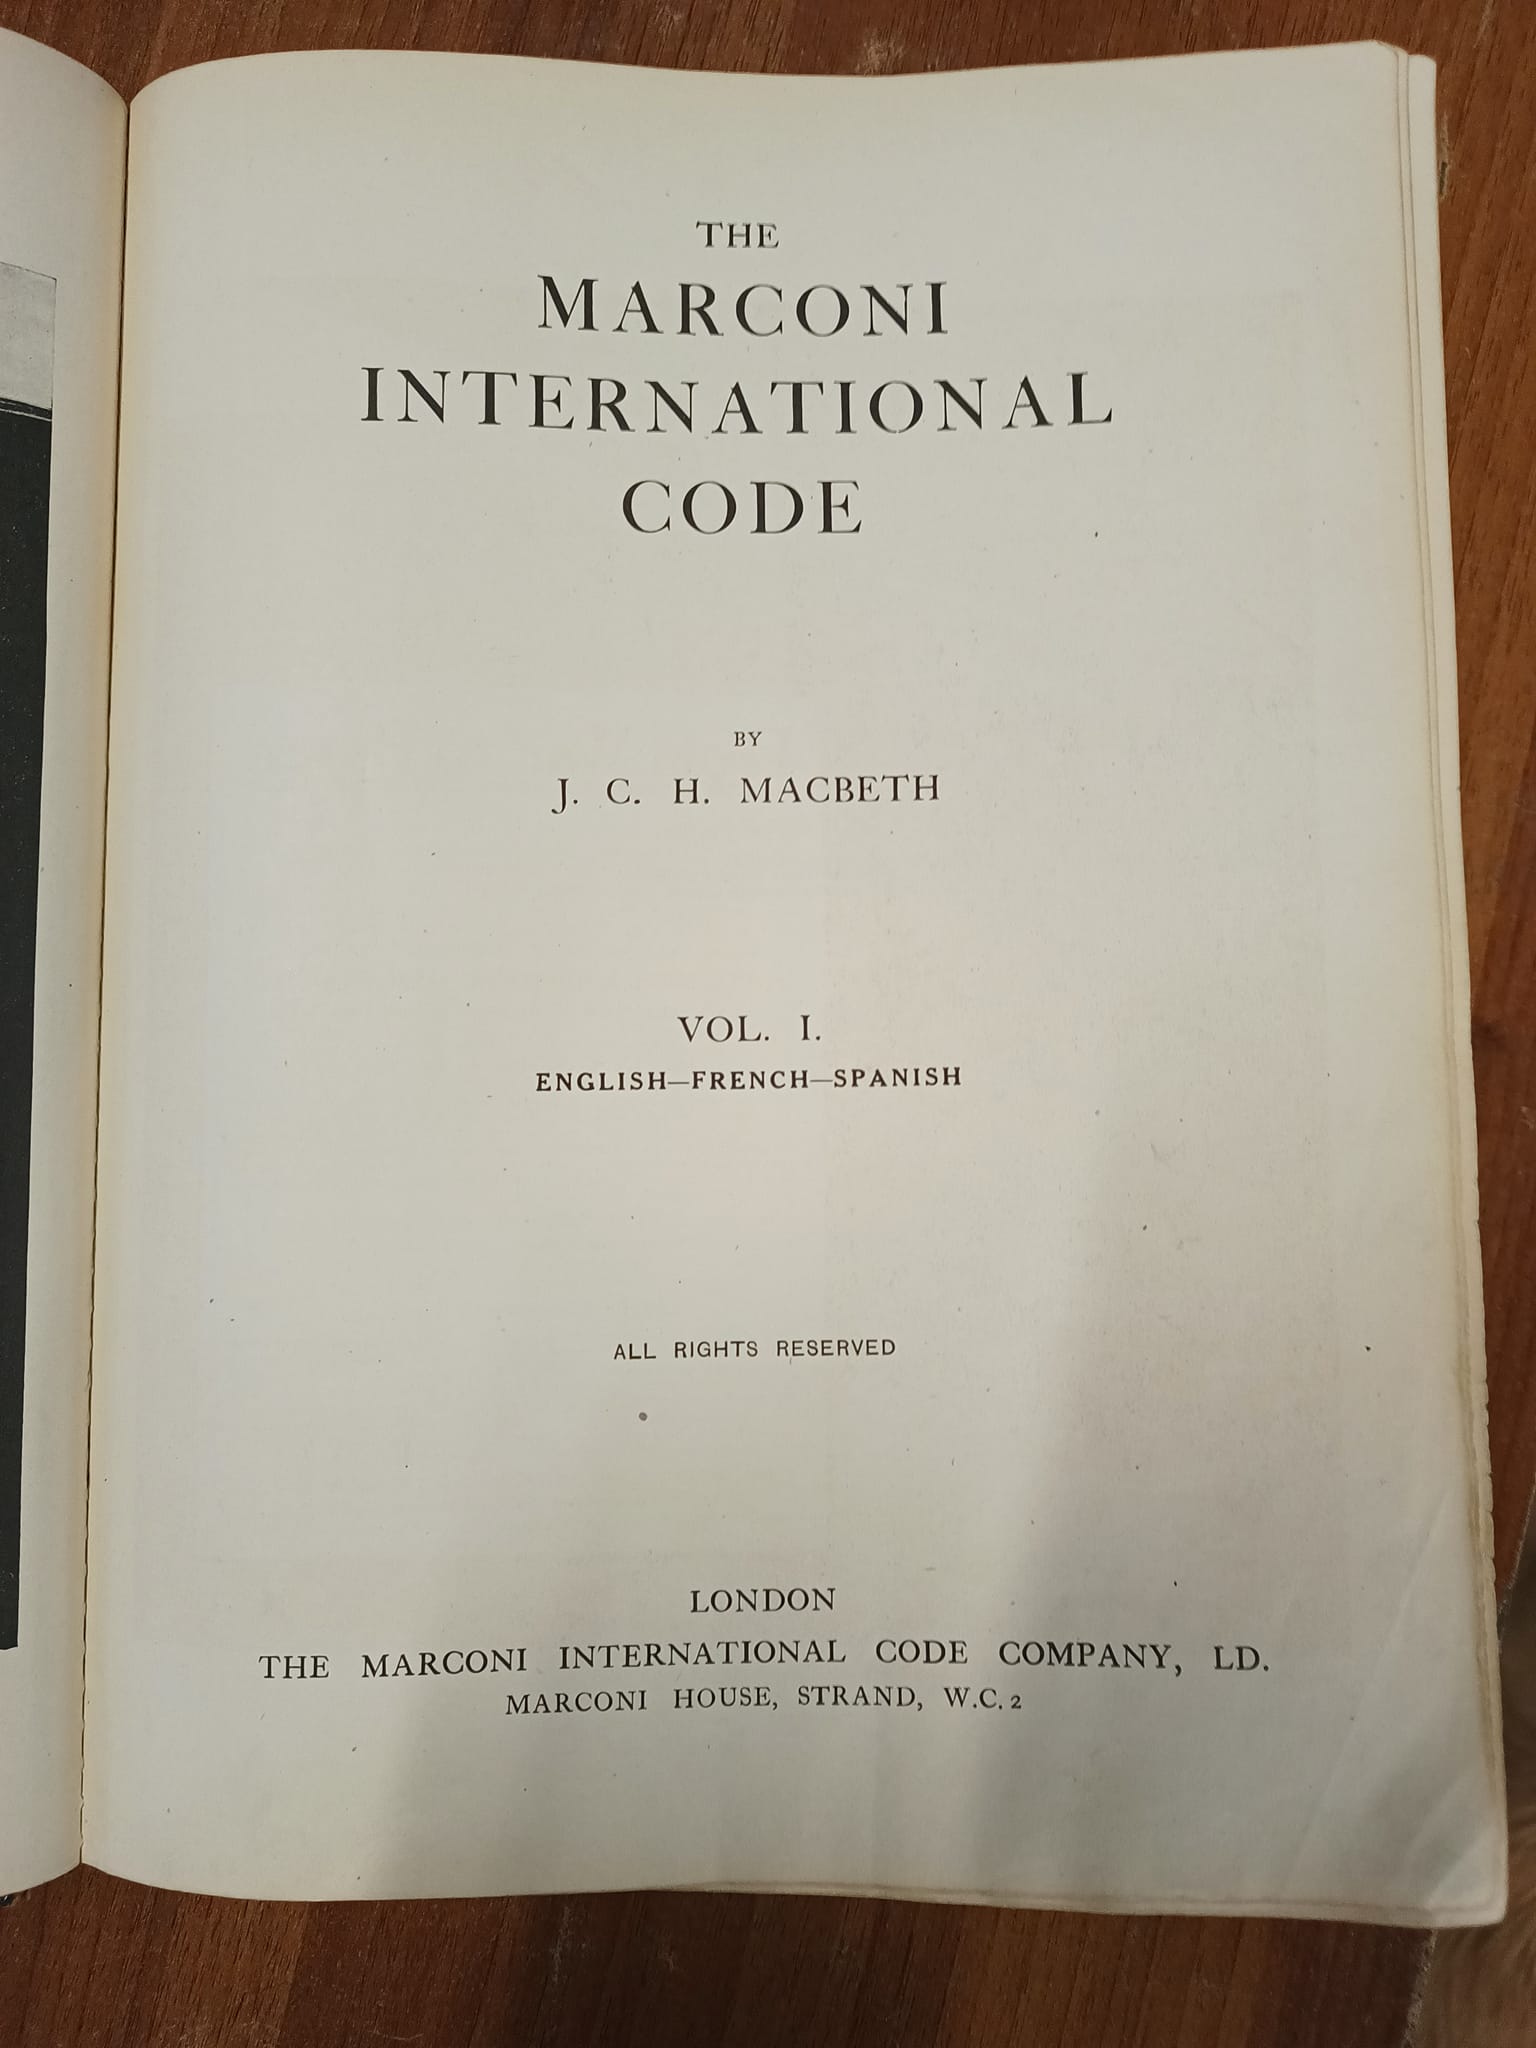 THE
MARCONI
INTERNATIONAL
CODE
BY
J. C. H. MACBETH
VOL. I.
ENGLISH—FRENCH—SPANISH
ALL RIGHTS RESERVED
LONDON
THE MARCONI INTERNATIONAL CODE COMPANY, LD.
MARCONI HOUSE, STRAND, W.C. 2